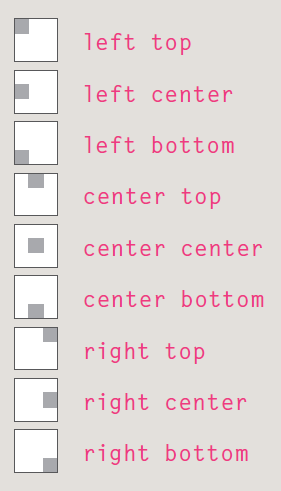 left top
left center
left bottom
center top
center center
center bottom
right top
right center
right bottom